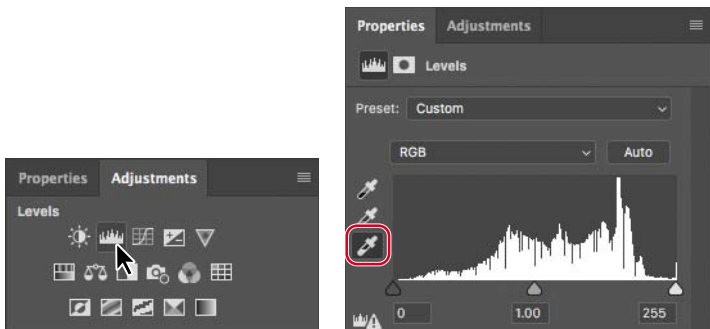 Properties Adjustments
Levels
Properties Adjustments
Levels
Preset: Custom
RGB Auto
0 1.00 255